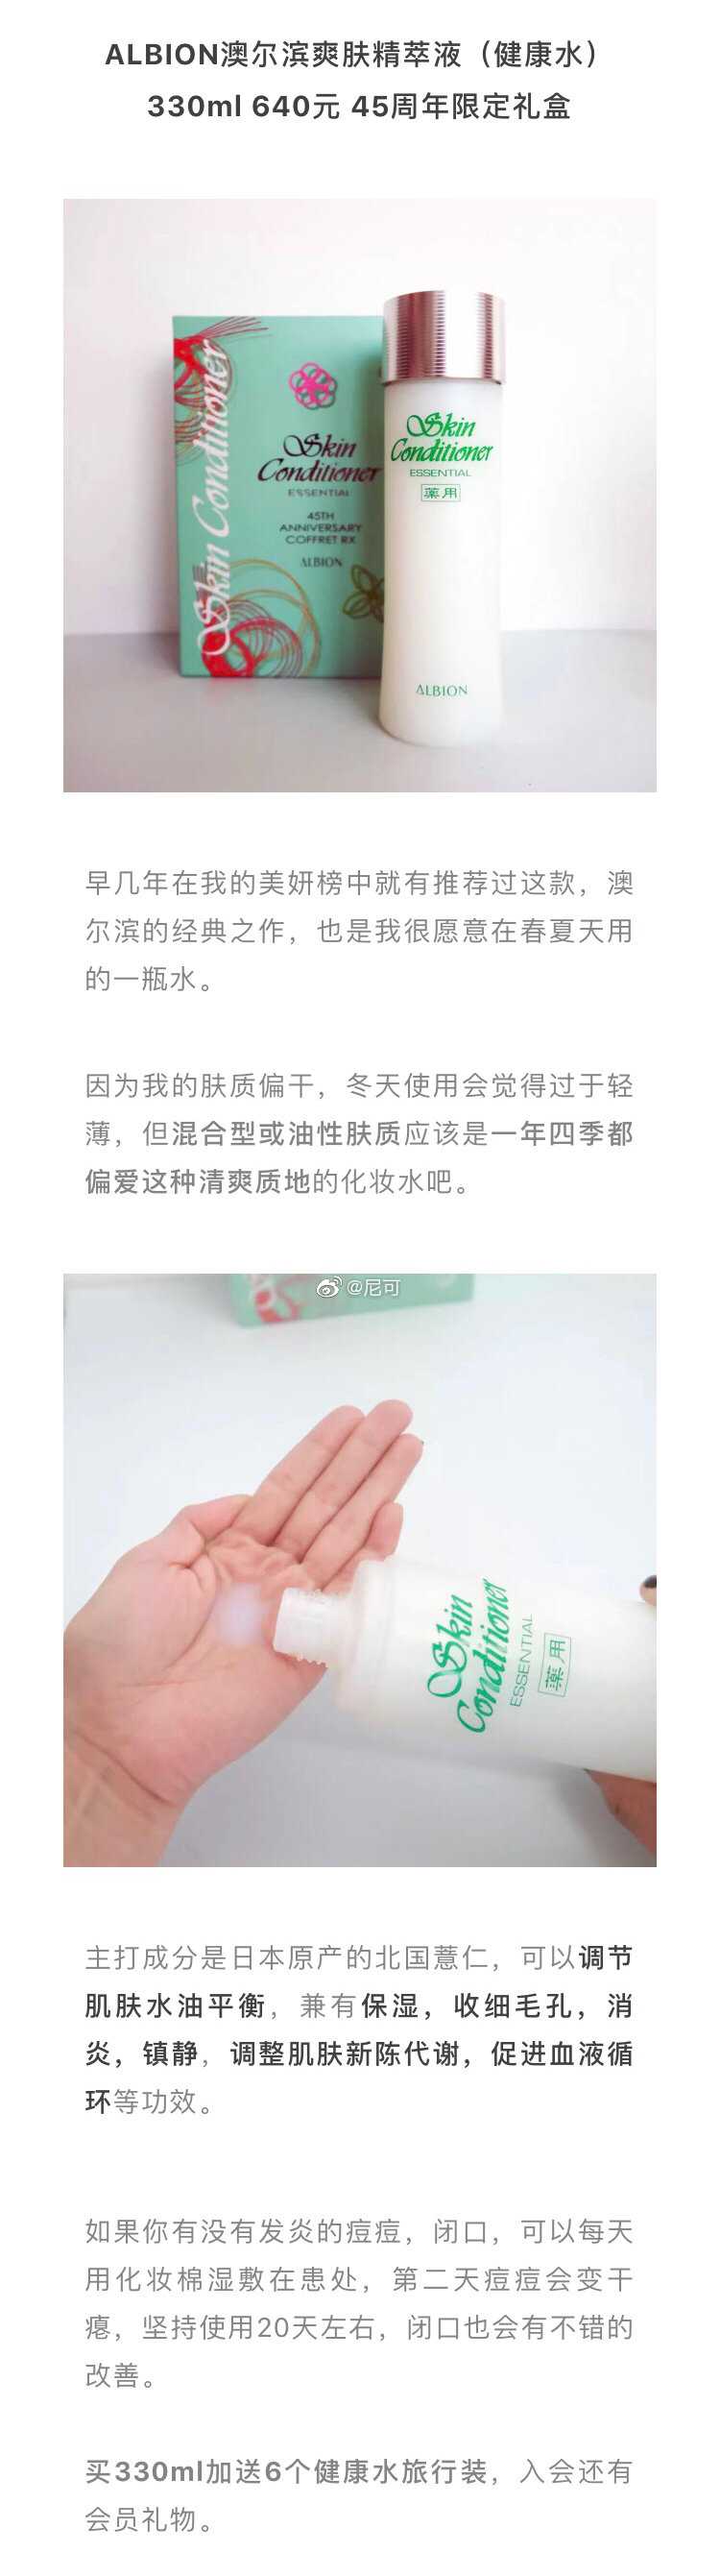 ALBION澳尔滨爽肤精萃液（健康水）
330ml 640元 45周年限定礼盒
Skin Conditioner
Skin
Conditioner
ESSENTIAL
45TH
ANNIVERSARY
COFFRET RX
ALBION
Skin
Conditioner
ESSENTIAL
薬用
ALBION
早几年在我的美妍榜中就有推荐过这款，澳
尔滨的经典之作，也是我很愿意在春夏天用
的一瓶水。
因为我的肤质偏干，冬天使用会觉得过于轻
薄，但混合型或油性肤质应该是一年四季都
偏爱这种清爽质地的化妆水吧。
@尼可
Skin
Conditioner
ESSENTIAL
薬用
主打成分是日本原产的北国薏仁，可以调节
肌肤水油平衡，兼有保湿，收细毛孔，消
炎，镇静，调整肌肤新陈代谢，促进血液循
环等功效。
如果你有没有发炎的痘痘，闭口，可以每天
用化妆棉湿敷在患处，第二天痘痘会变干
瘪，坚持使用20天左右，闭口也会有不错的
改善。
买330ml加送6个健康水旅行装，入会还有
会员礼物。